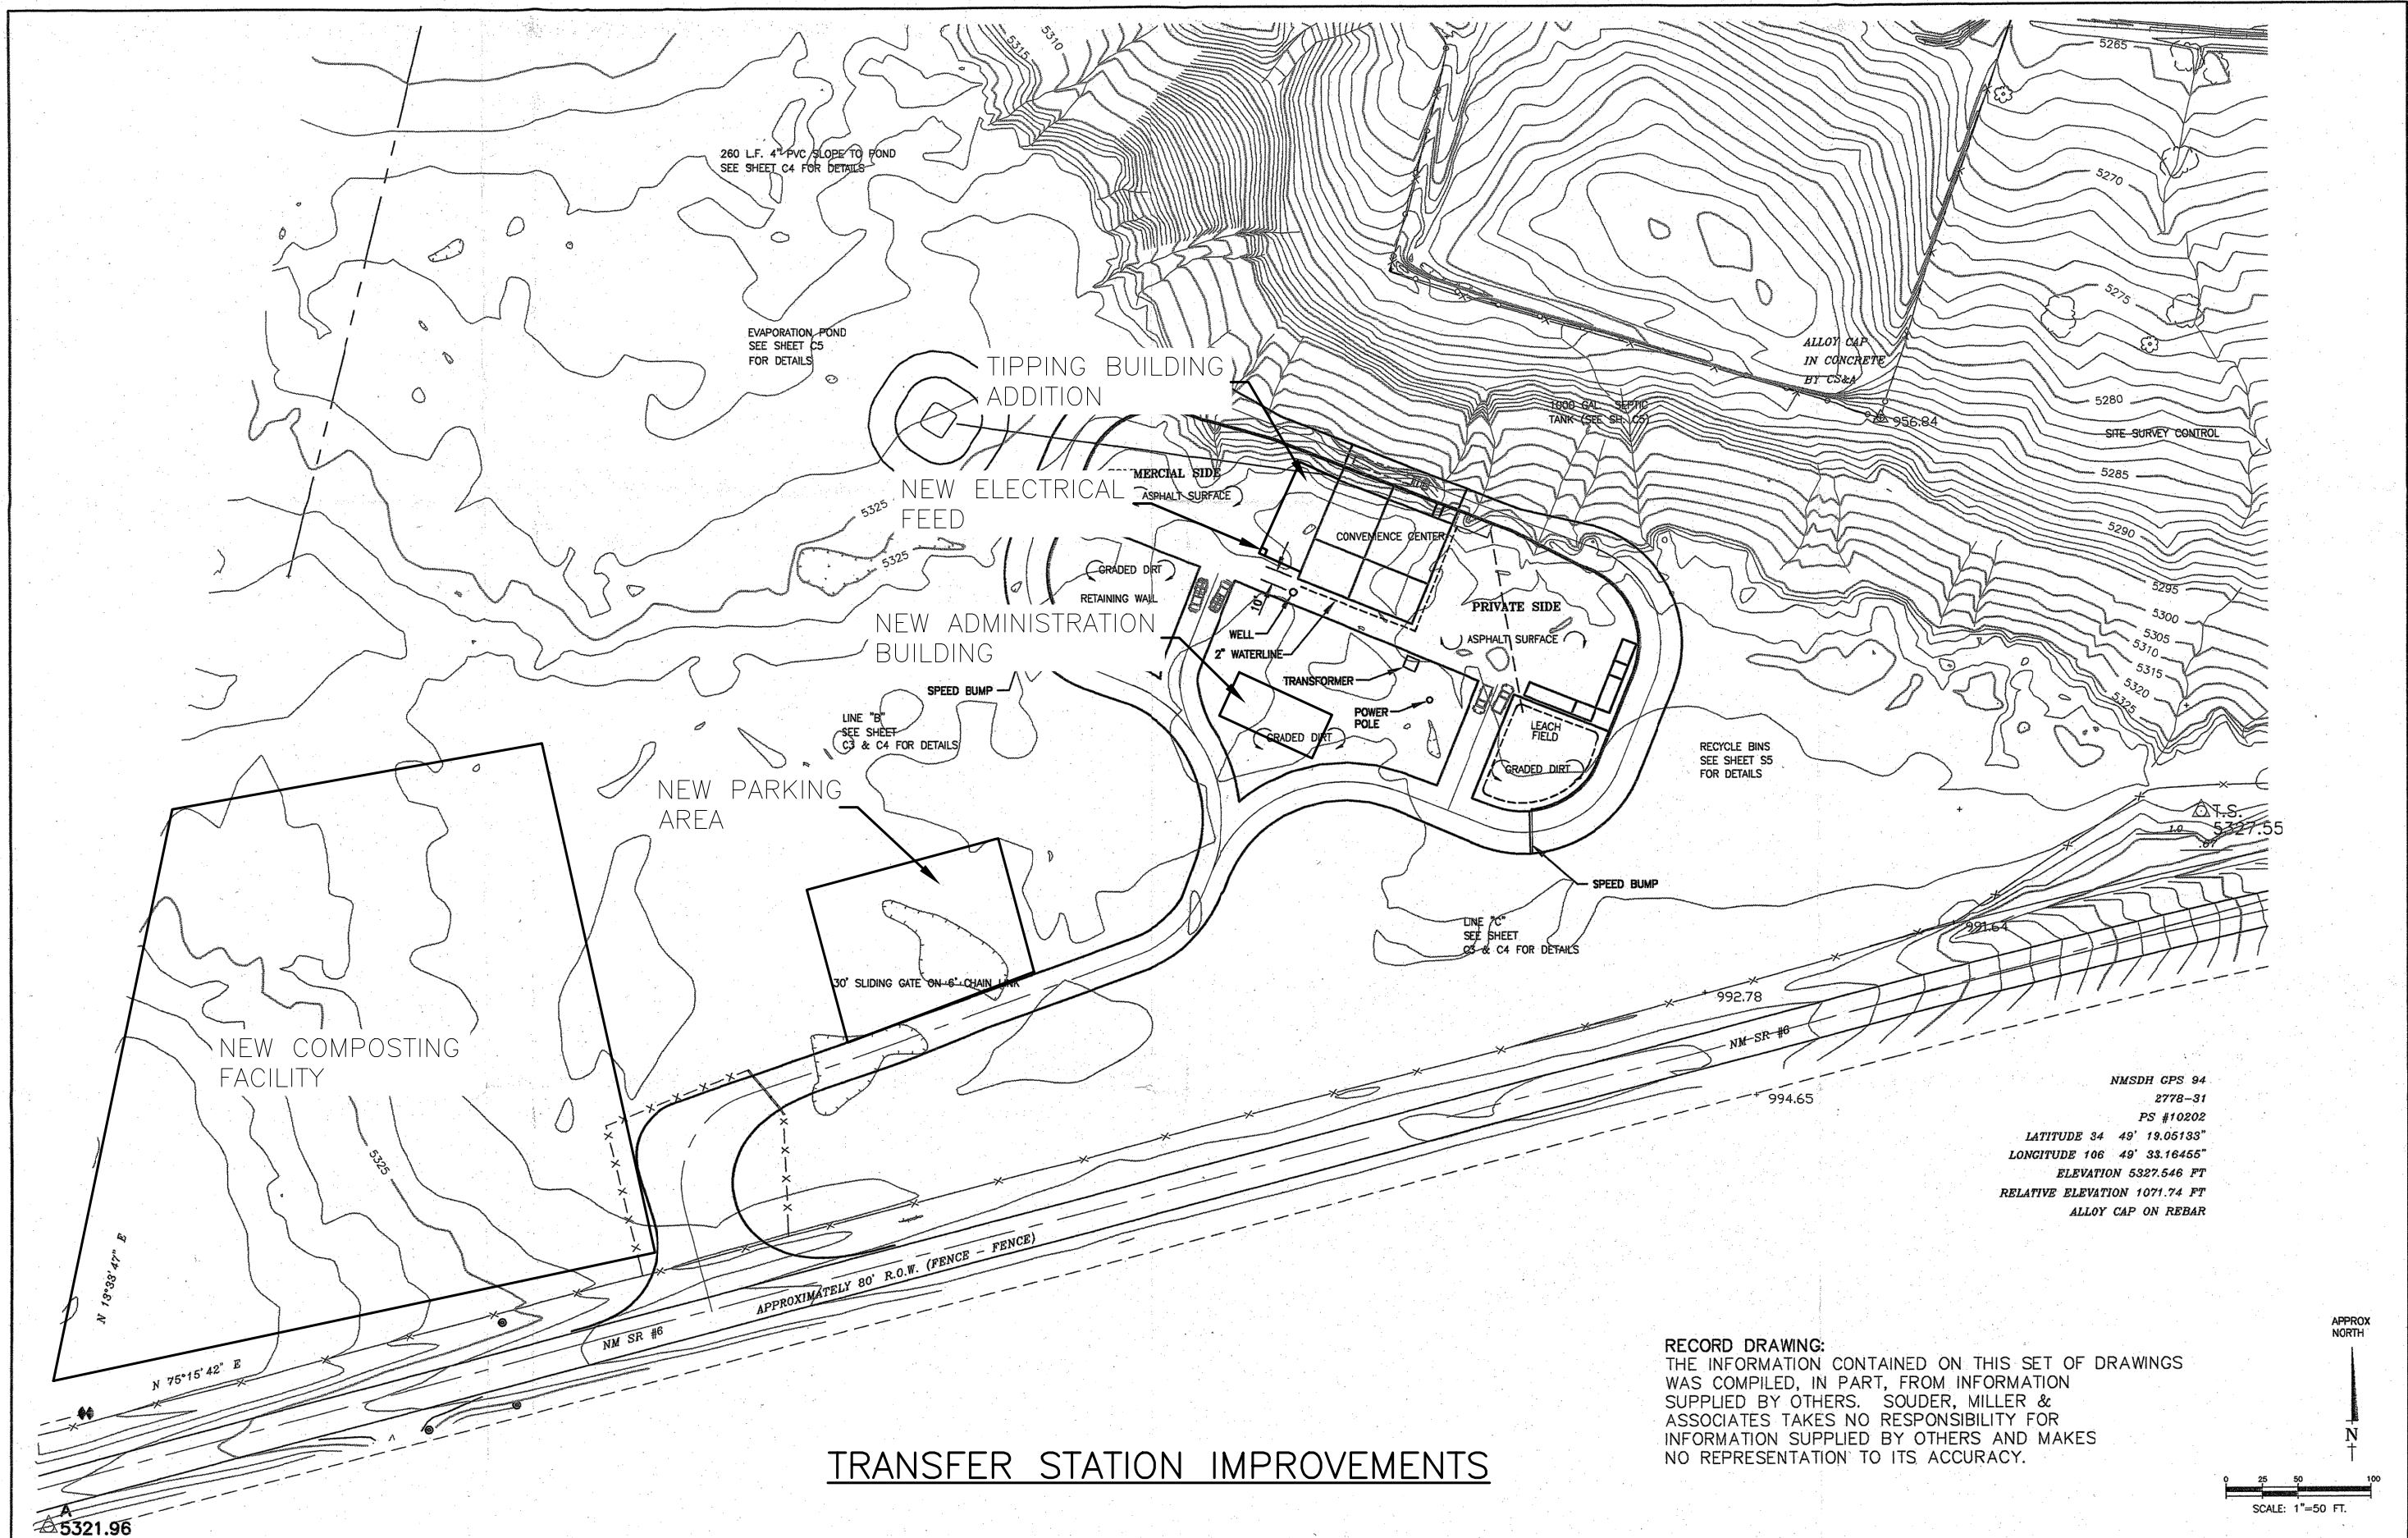 5315
5310
5265
260 L.F. 4" PVC SLOPE TO POND
SEE SHEET C4 FOR DETAILS
5270
5275
EVAPORATION POND
SEE SHEET C5
FOR DETAILS
TIPPING BUILDING
ADDITION
ALLOY CAP
IN CONCRETE
BY CS&A
5280
1000 GAL. SEPTIC
TANK (SEE SH. C5)
956.84
SITE SURVEY CONTROL
5285
MERCIAL SIDE
ASPHALT SURFACE
NEW ELECTRICAL
FEED
5325
5290
CONVENIENCE CENTER
5325
GRADED DIRT
RETAINING WALL
10'
5295
5300
5305
5310
5315
5320
5325
PRIVATE SIDE
ASPHALT SURFACE
NEW ADMINISTRATION
BUILDING
WELL
2" WATERLINE
TRANSFORMER
SPEED BUMP
POWER
POLE
LINE "B"
SEE SHEET
C3 & C4 FOR DETAILS
GRADED DIRT
LEACH
FIELD
GRADED DIRT
RECYCLE BINS
SEE SHEET S5
FOR DETAILS
NEW PARKING
AREA
T.S.
5327.55
1.0
.67
SPEED BUMP
LINE "C"
SEE SHEET
C3 & C4 FOR DETAILS
991.64
30' SLIDING GATE ON 6' CHAIN LINK
992.78
NM SR #6
994.65
NEW COMPOSTING
FACILITY
5325
NMSDH GPS 94
2778-31
PS #10202
LATITUDE 34 49' 19.05133"
LONGITUDE 106 49' 33.16455"
ELEVATION 5327.546 FT
RELATIVE ELEVATION 1071.74 FT
ALLOY CAP ON REBAR
N 13°33'47" E
APPROXIMATELY 80' R.O.W. (FENCE - FENCE)
NM SR #6
N 75°15'42" E
APPROX
NORTH
N
RECORD DRAWING:
THE INFORMATION CONTAINED ON THIS SET OF DRAWINGS
WAS COMPILED, IN PART, FROM INFORMATION
SUPPLIED BY OTHERS. SOUDER, MILLER &
ASSOCIATES TAKES NO RESPONSIBILITY FOR
INFORMATION SUPPLIED BY OTHERS AND MAKES
NO REPRESENTATION TO ITS ACCURACY.
TRANSFER STATION IMPROVEMENTS
0 25 50 100
SCALE: 1"=50 FT.
A
5321.96